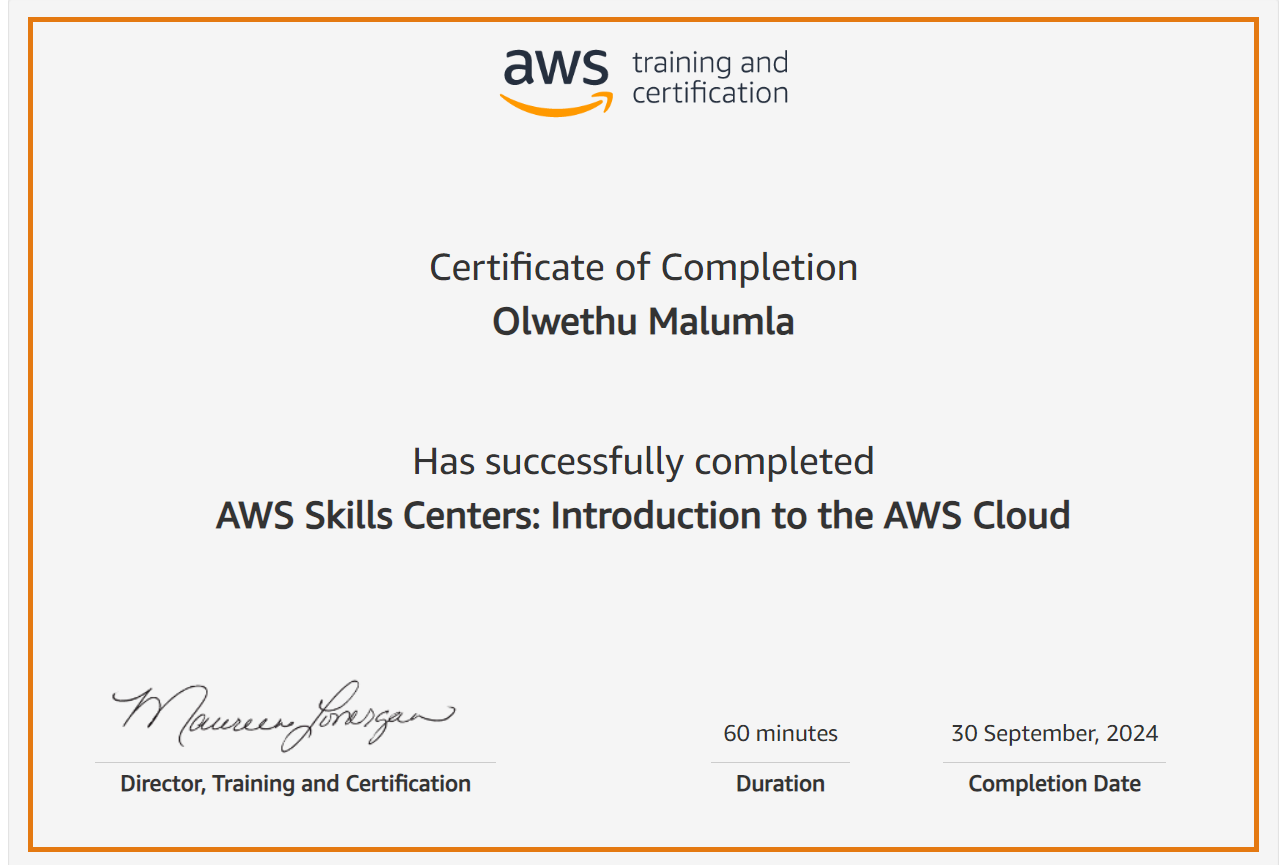 aws training and
certification
Certificate of Completion
Olwethu Malumla
Has successfully completed
AWS Skills Centers: Introduction to the AWS Cloud
Maureen Lonergan
Director, Training and Certification
60 minutes
Duration
30 September, 2024
Completion Date